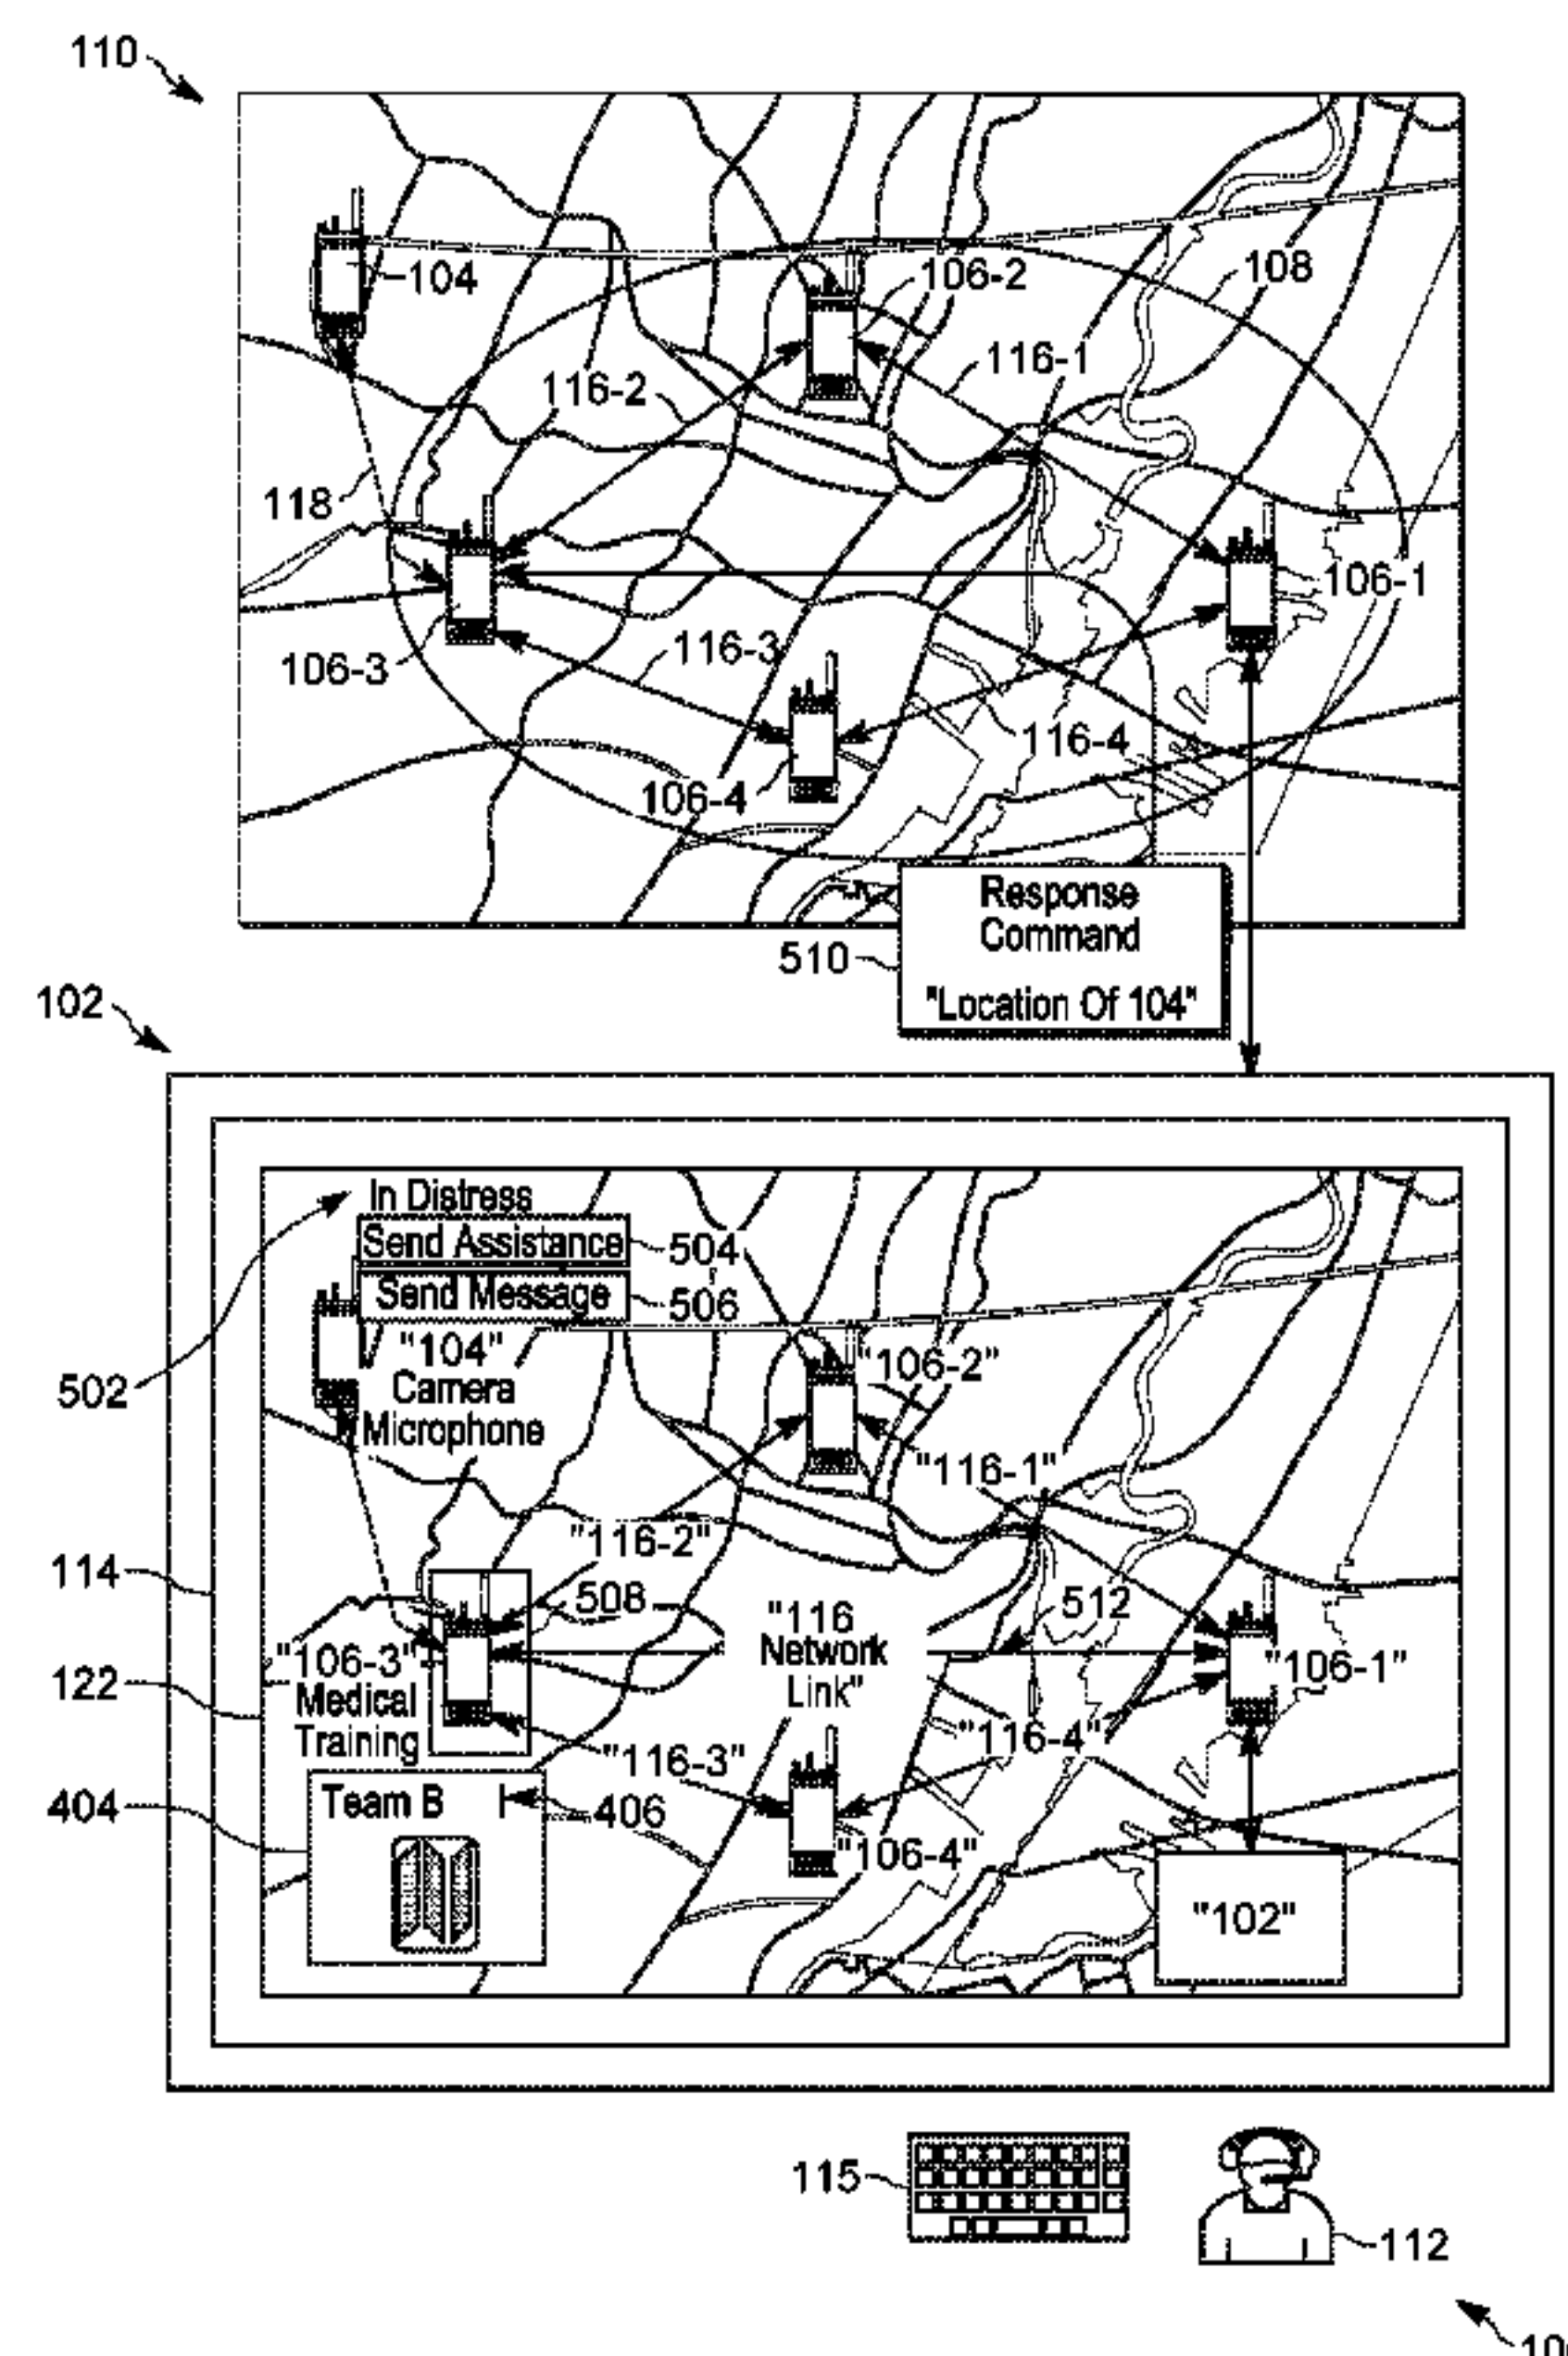 110
104
106-2
108
116-1
116-2
118
106-1
106-3
116-3
116-4
106-4
Response
Command
"Location Of 104"
510
102
In Distress
Send Assistance
504
Send Message
506
"104"
Camera
Microphone
502
"106-2"
"116-1"
"116-2"
114
508
512
"116
Network
Link"
"106-3"
Medical
Training
122
"106-1"
"116-4"
"116-3"
404
Team B
406
"106-4"
"102"
115
112